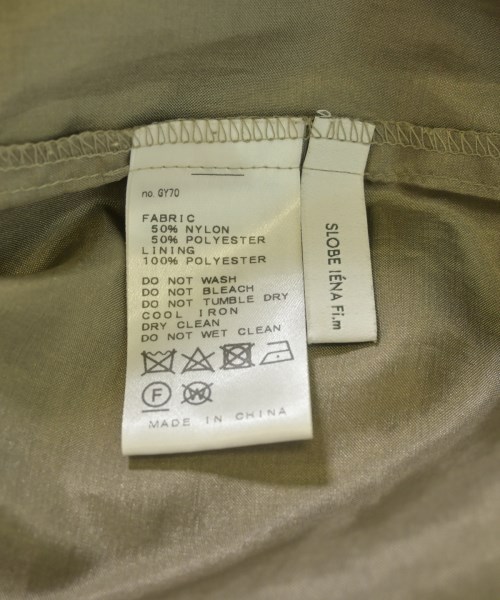 no. GY70
FABRIC
50% NYLON
50% POLYESTER
LINING
100% POLYESTER
DO NOT WASH
DO NOT BLEACH
DO NOT TUMBLE DRY
COOL IRON
DRY CLEAN
DO NOT WET CLEAN
F W
MADE IN CHINA
SLOBE IÉNA Fi.m